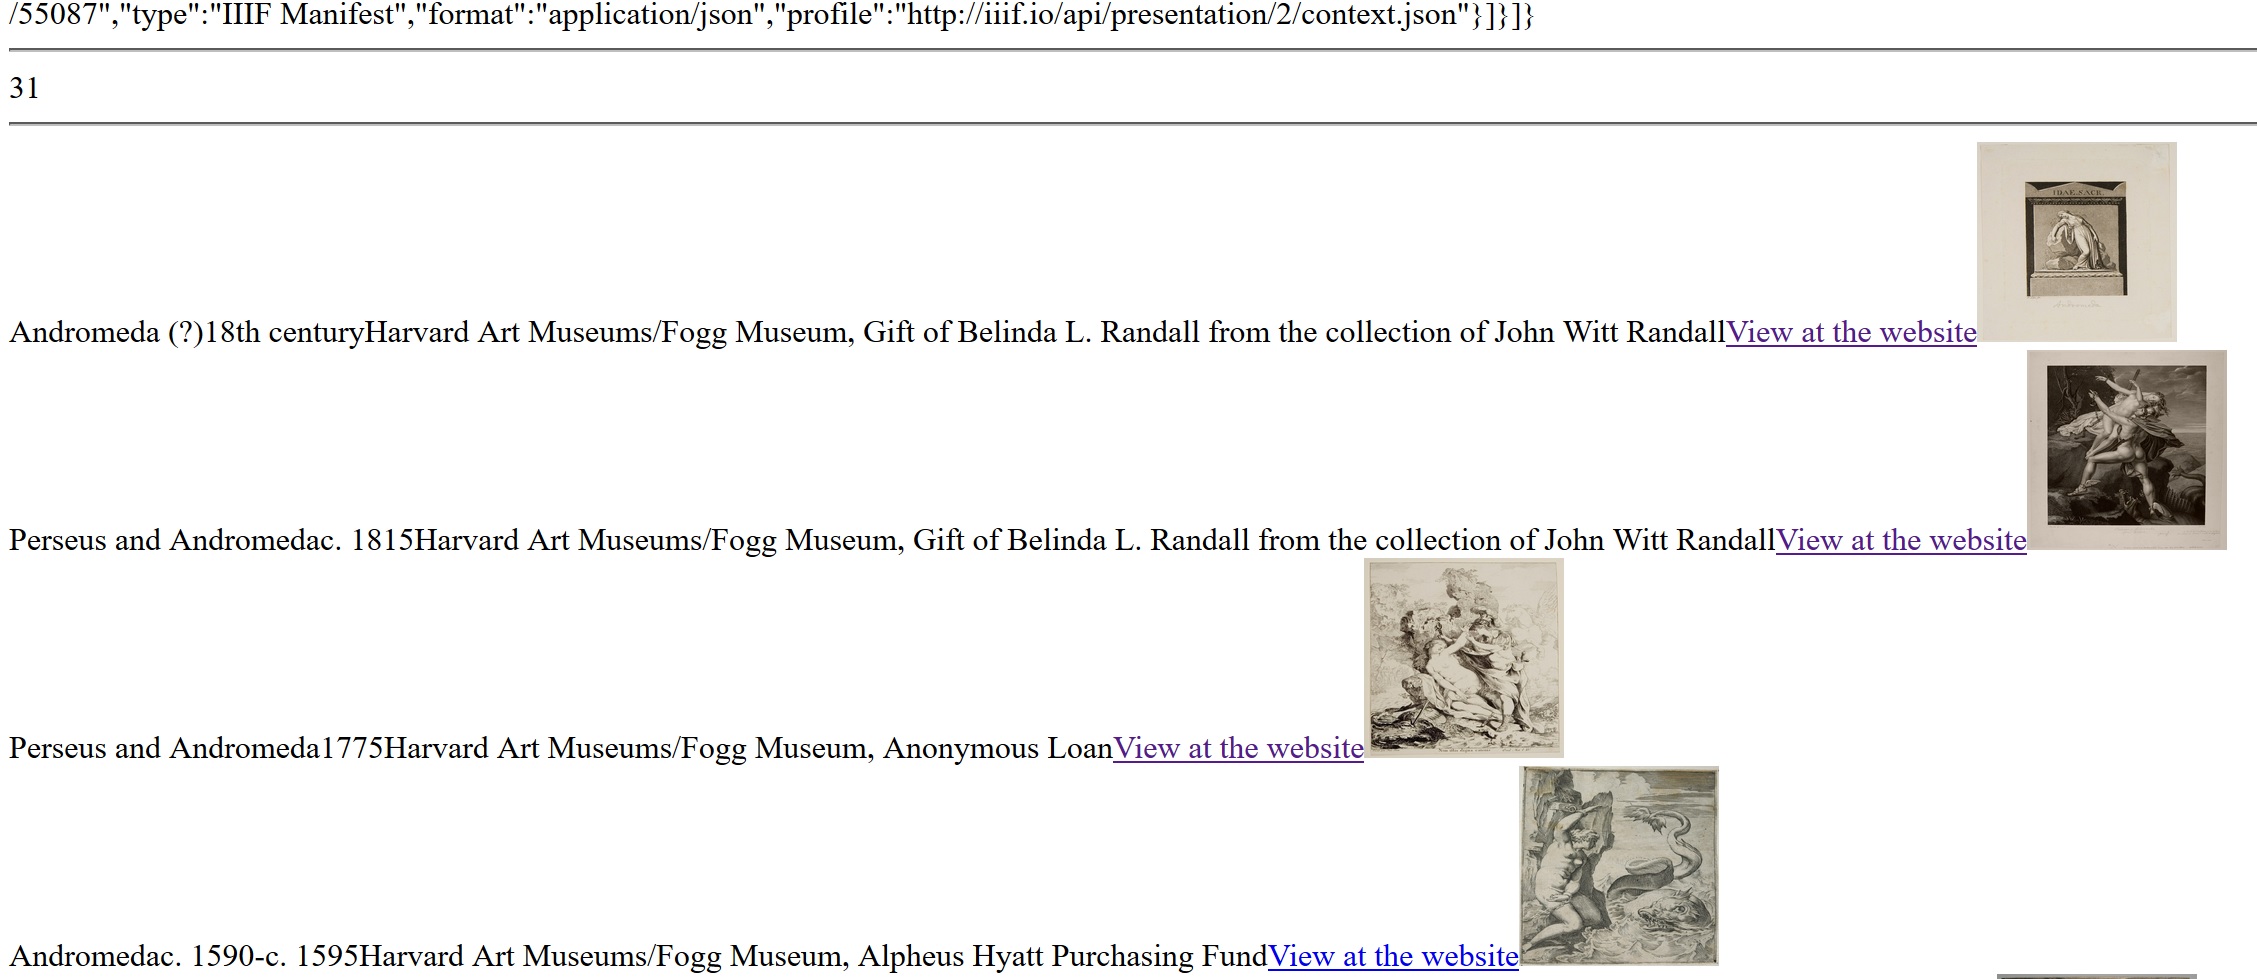 /55087","type":"IIIF Manifest","format":"application/json","profile":"http://iiif.io/api/presentation/2/context.json"}]}]}
31
IDAE. SACR.
Andromeda (?)18th centuryHarvard Art Museums/Fogg Museum, Gift of Belinda L. Randall from the collection of John Witt RandallView at the website
Perseus and Andromedac. 1815Harvard Art Museums/Fogg Museum, Gift of Belinda L. Randall from the collection of John Witt RandallView at the website
Perseus and Andromeda1775Harvard Art Museums/Fogg Museum, Anonymous LoanView at the website
Andromedac. 1590-c. 1595Harvard Art Museums/Fogg Museum, Alpheus Hyatt Purchasing FundView at the website